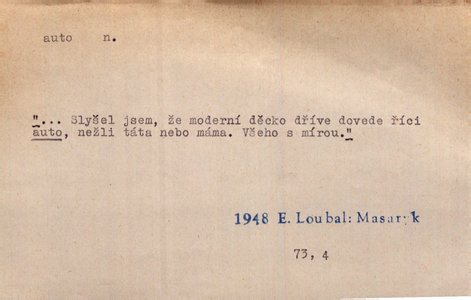 auto n.
"... Slyšel jsem, že moderní děcko dříve dovede říci
auto, nežli táta nebo máma. Všeho s mírou."
1948 E. Loubal: Masaryk
73, 4